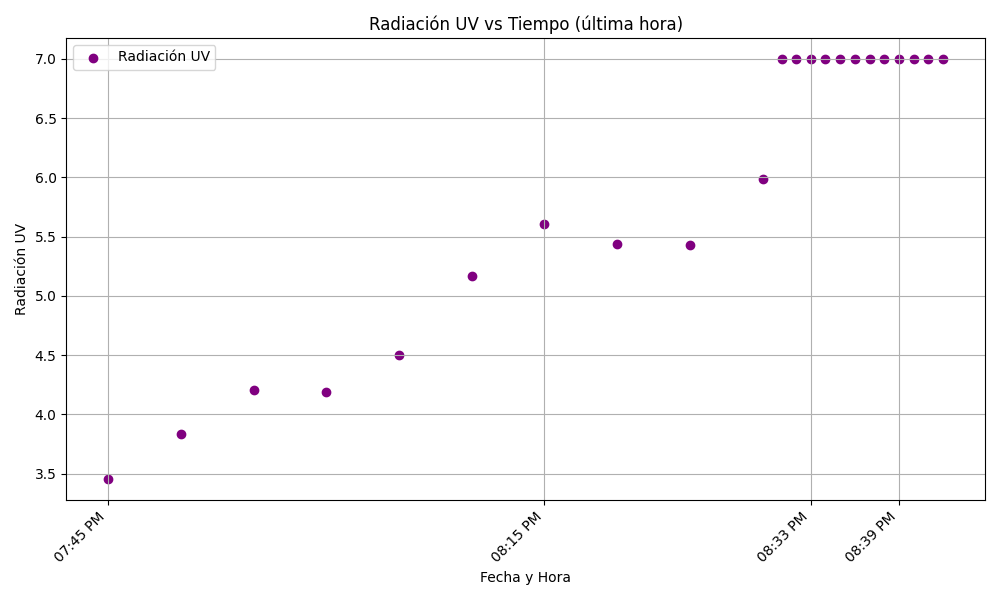 Radiación UV vs Tiempo (última hora)
Radiación UV
7.0
6.5
6.0
5.5
5.0
4.5
4.0
3.5
Radiación UV
07:45 PM
08:15 PM
08:33 PM
08:39 PM
Fecha y Hora